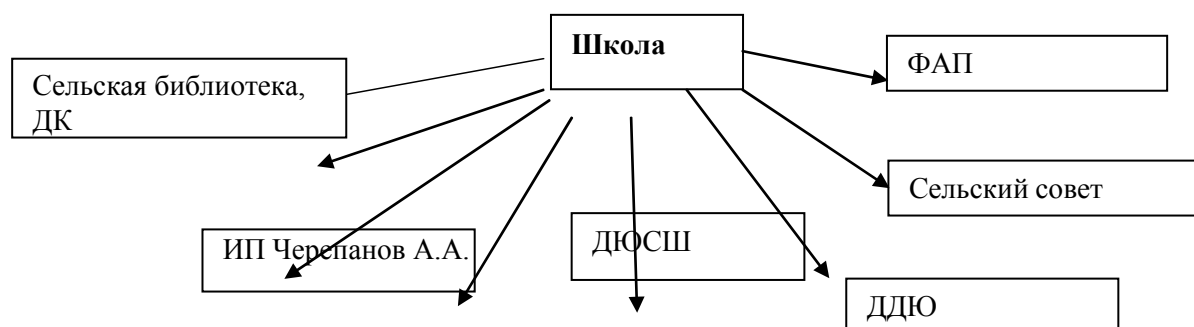 Школа
ФАП
Сельская библиотека,
ДК
Сельский совет
ИП Черепанов А.А.
ДЮСШ
ДДЮ